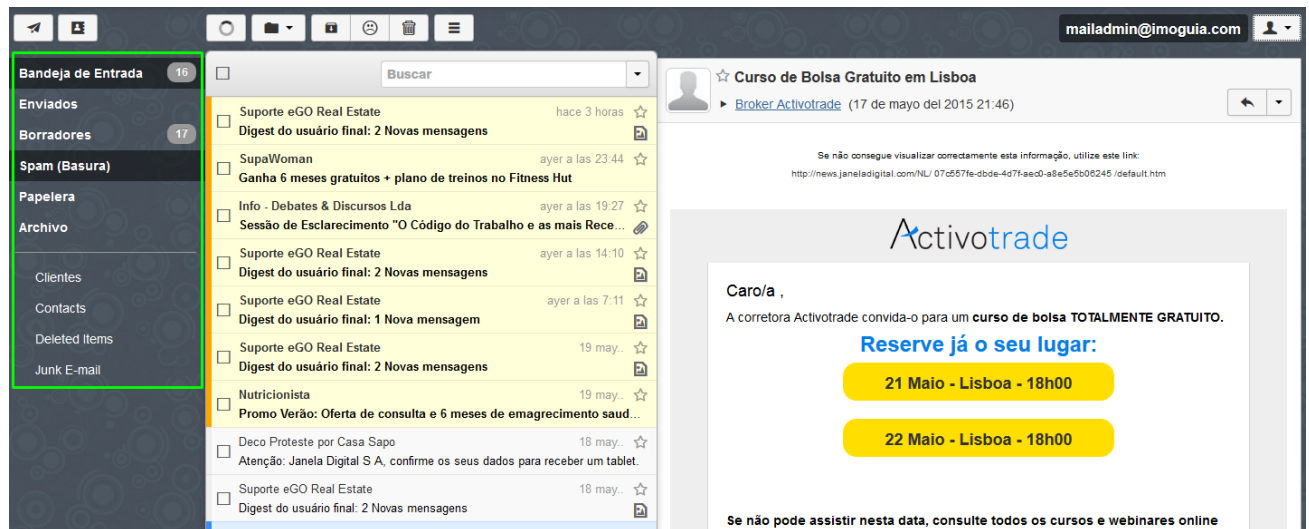 mailadmin@imoguia.com
Bandeja de Entrada 16
Enviados
Borradores 17
Spam (Basura)
Papelera
Archivo
Clientes
Contacts
Deleted Items
Junk E-mail
Buscar
Suporte eGO Real Estate hace 3 horas
Digest do usuário final: 2 Novas mensagens
SupaWoman ayer a las 23:44
Ganha 6 meses gratuitos + plano de treinos no Fitness Hut
Info - Debates & Discursos Lda ayer a las 19:27
Sessão de Esclarecimento "O Código do Trabalho e as mais Rece...
Suporte eGO Real Estate ayer a las 14:10
Digest do usuário final: 2 Novas mensagens
Suporte eGO Real Estate ayer a las 7:11
Digest do usuário final: 1 Nova mensagem
Suporte eGO Real Estate 19 may..
Digest do usuário final: 2 Novas mensagens
Nutricionista 19 may..
Promo Verão: Oferta de consulta e 6 meses de emagrecimento saud...
Deco Proteste por Casa Sapo 18 may..
Atenção: Janela Digital S A, confirme os seus dados para receber um tablet.
Suporte eGO Real Estate 18 may..
Digest do usuário final: 2 Novas mensagens
Curso de Bolsa Gratuito em Lisboa
Broker Activotrade (17 de mayo del 2015 21:46)
Se não consegue visualizar correctamente esta informação, utilize este link:
http://news.janeladigital.com/NL/ 07c557fe-dbde-4d7f-aec0-a8e5e5b06245 /default.htm
Activotrade
Caro/a ,
A corretora Activotrade convida-o para um curso de bolsa TOTALMENTE GRATUITO.
Reserve já o seu lugar:
21 Maio - Lisboa - 18h00
22 Maio - Lisboa - 18h00
Se não pode assistir nesta data, consulte todos os cursos e webinares online